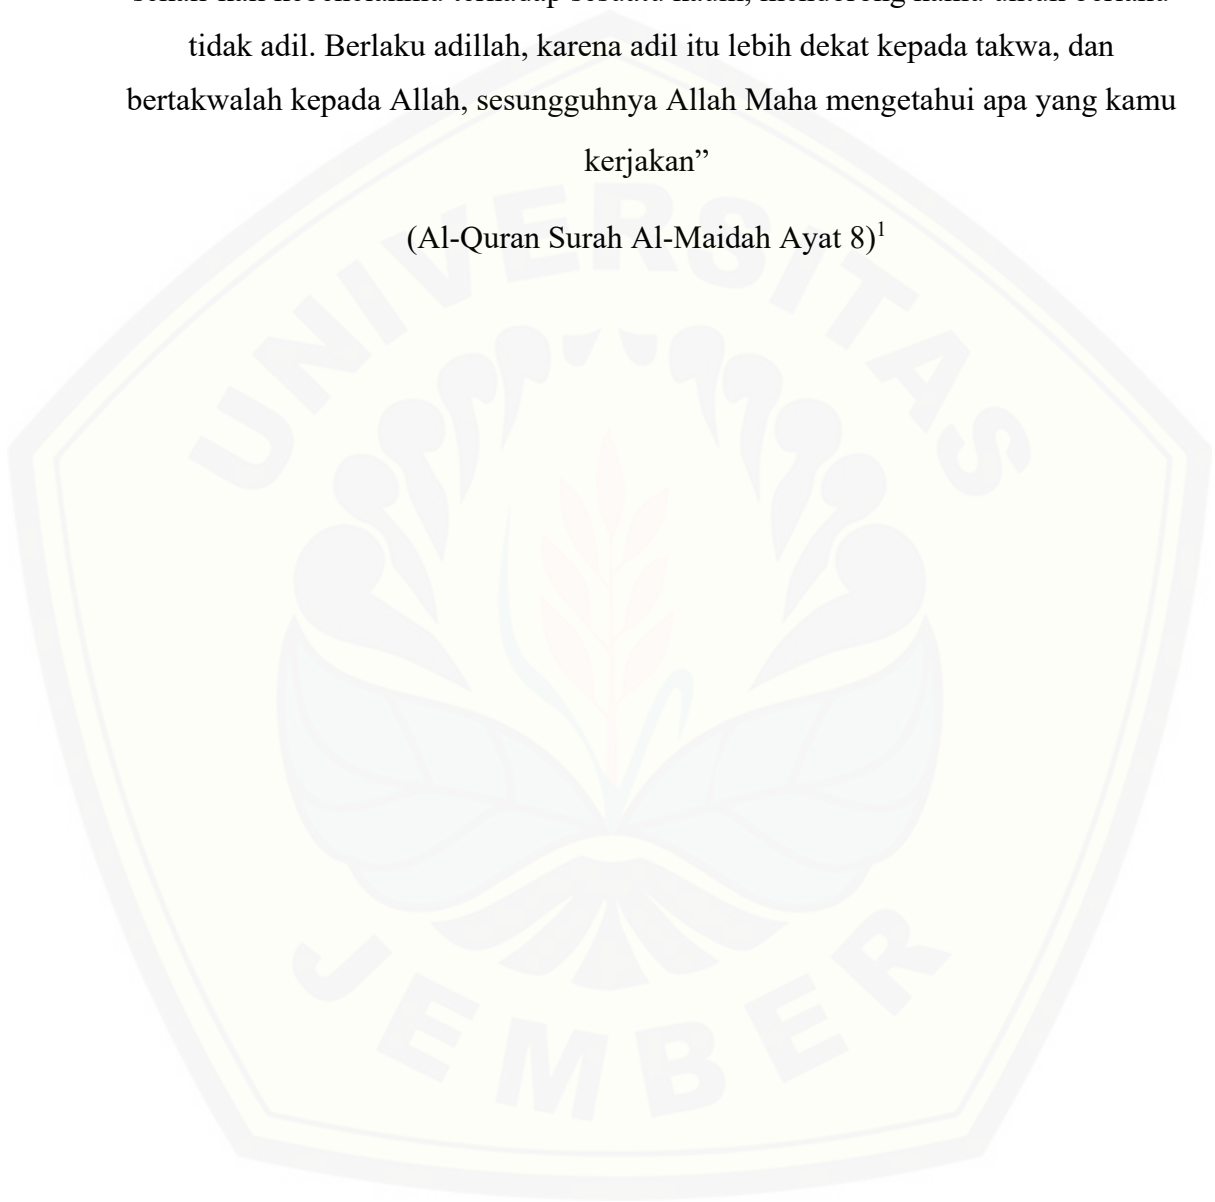 tidak adil. Berlaku adillah, karena adil itu lebih dekat kepada takwa, dan
bertakwalah kepada Allah, sesungguhnya Allah Maha mengetahui apa yang kamu
kerjakan”
(Al-Quran Surah Al-Maidah Ayat 8)1
UNIVERSITAS
JEMBER